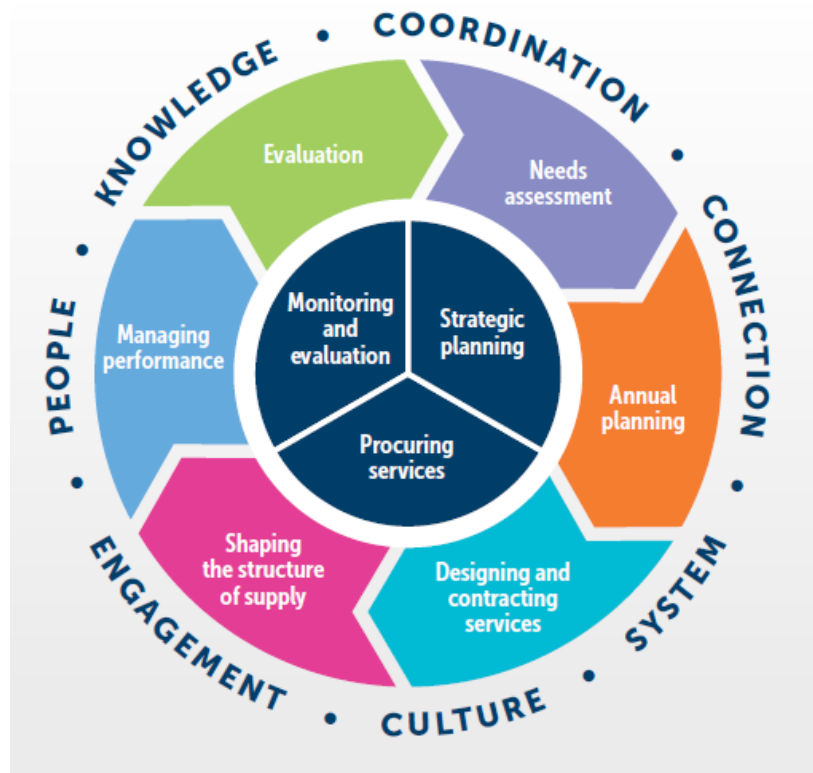 KNOWLEDGE • COORDINATION • CONNECTION • SYSTEM • CULTURE • ENGAGEMENT • PEOPLE •
Evaluation
Needs
assessment
Annual
planning
Designing and
contracting
services
Shaping
the structure
of supply
Managing
performance
Monitoring
and
evaluation
Strategic
planning
Procuring
services